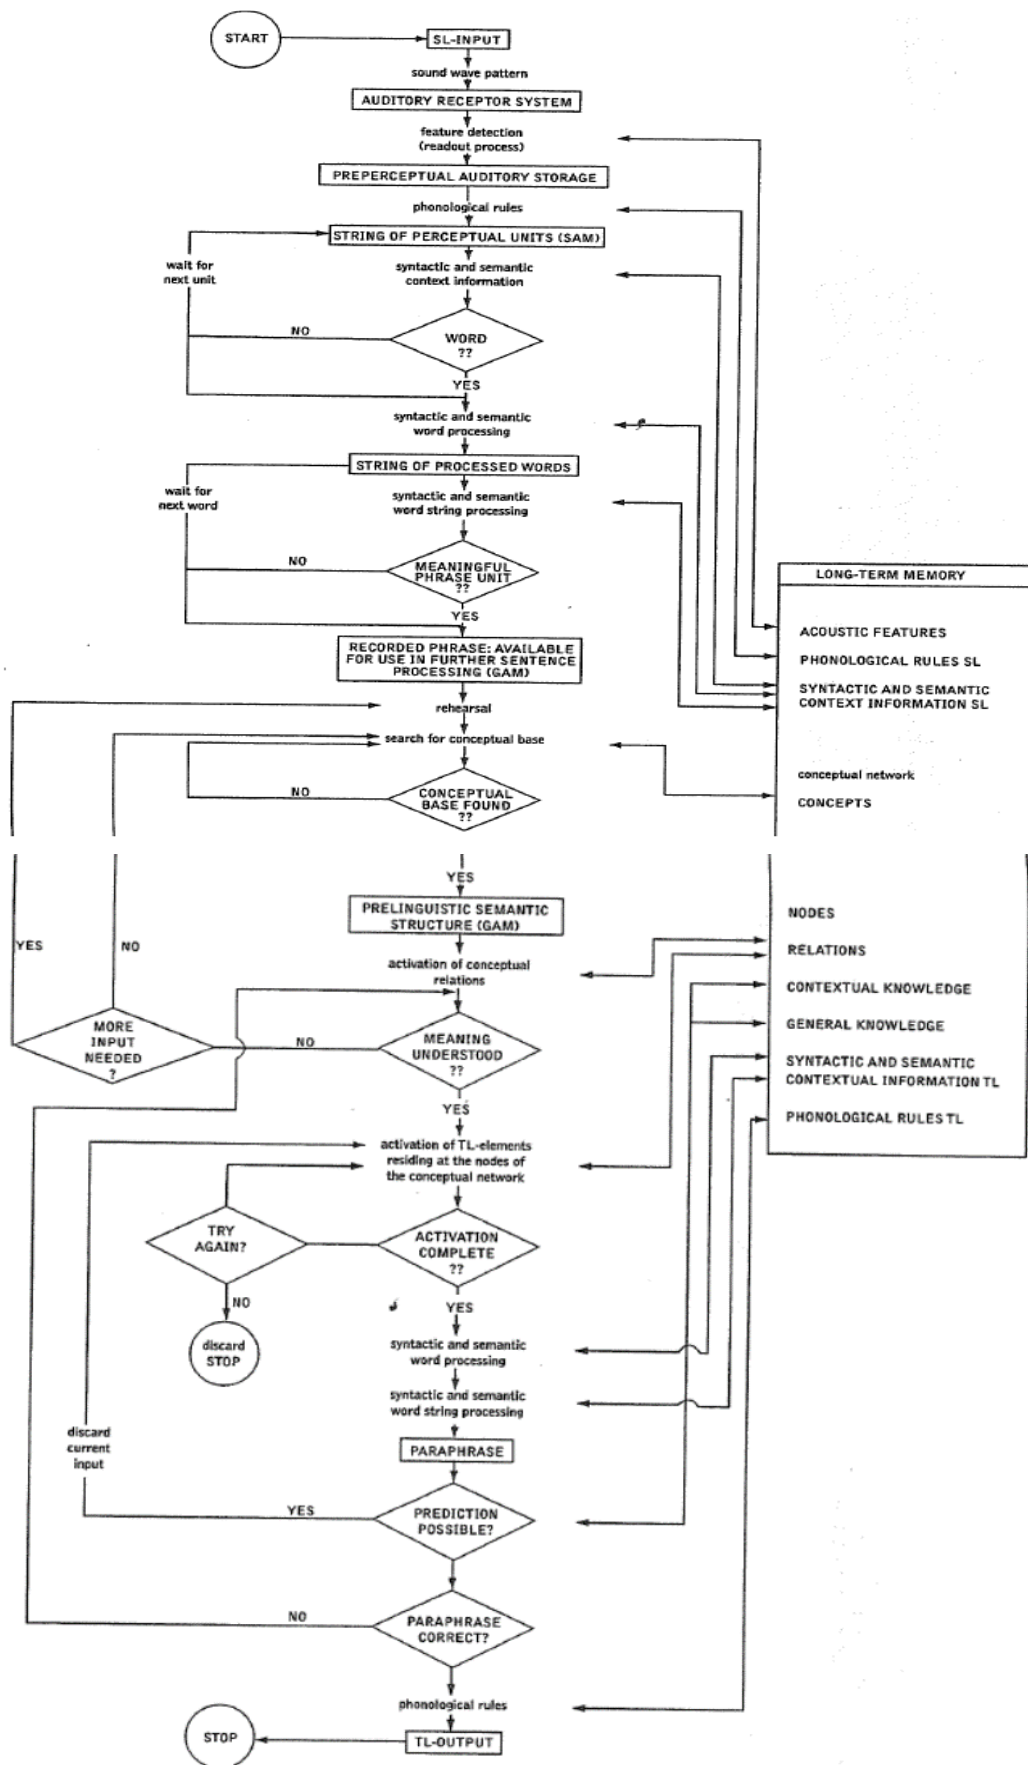 START
SL-INPUT
sound wave pattern
AUDITORY RECEPTOR SYSTEM
feature detection
(readout process)
PREPERCEPTUAL AUDITORY STORAGE
phonological rules
STRING OF PERCEPTUAL UNITS (SAM)
wait for
next unit
syntactic and semantic
context information
NO
WORD
??
YES
syntactic and semantic
word processing
STRING OF PROCESSED WORDS
wait for
next word
syntactic and semantic
word string processing
NO
MEANINGFUL
PHRASE UNIT
??
YES
RECORDED PHRASE: AVAILABLE
FOR USE IN FURTHER SENTENCE
PROCESSING (GAM)
rehearsal
search for conceptual base
NO
CONCEPTUAL
BASE FOUND
??
LONG-TERM MEMORY
ACOUSTIC FEATURES
PHONOLOGICAL RULES SL
SYNTACTIC AND SEMANTIC
CONTEXT INFORMATION SL
conceptual network
CONCEPTS
YES
PRELINGUISTIC SEMANTIC
STRUCTURE (GAM)
YES
NO
activation of conceptual
relations
MORE
INPUT
NEEDED
?
NO
MEANING
UNDERSTOOD
??
YES
activation of TL-elements
residing at the nodes of
the conceptual network
TRY
AGAIN?
ACTIVATION
COMPLETE
??
NO
YES
discard
STOP
syntactic and semantic
word processing
syntactic and semantic
word string processing
discard
current
input
PARAPHRASE
YES
PREDICTION
POSSIBLE?
NO
PARAPHRASE
CORRECT?
phonological rules
STOP
TL-OUTPUT
NODES
RELATIONS
CONTEXTUAL KNOWLEDGE
GENERAL KNOWLEDGE
SYNTACTIC AND SEMANTIC
CONTEXTUAL INFORMATION TL
PHONOLOGICAL RULES TL